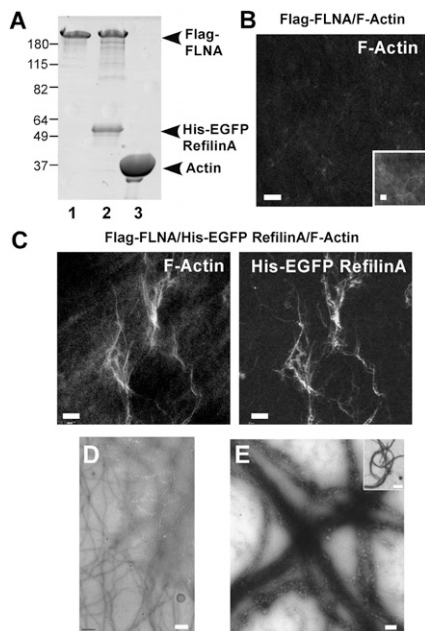 A
180
115
82
64
49
37
Flag-
FLNA
His-EGFP
RefilinA
Actin
1 2 3
B
Flag-FLNA/F-Actin
F-Actin
C
Flag-FLNA/His-EGFP RefilinA/F-Actin
F-Actin
His-EGFP RefilinA
D
E